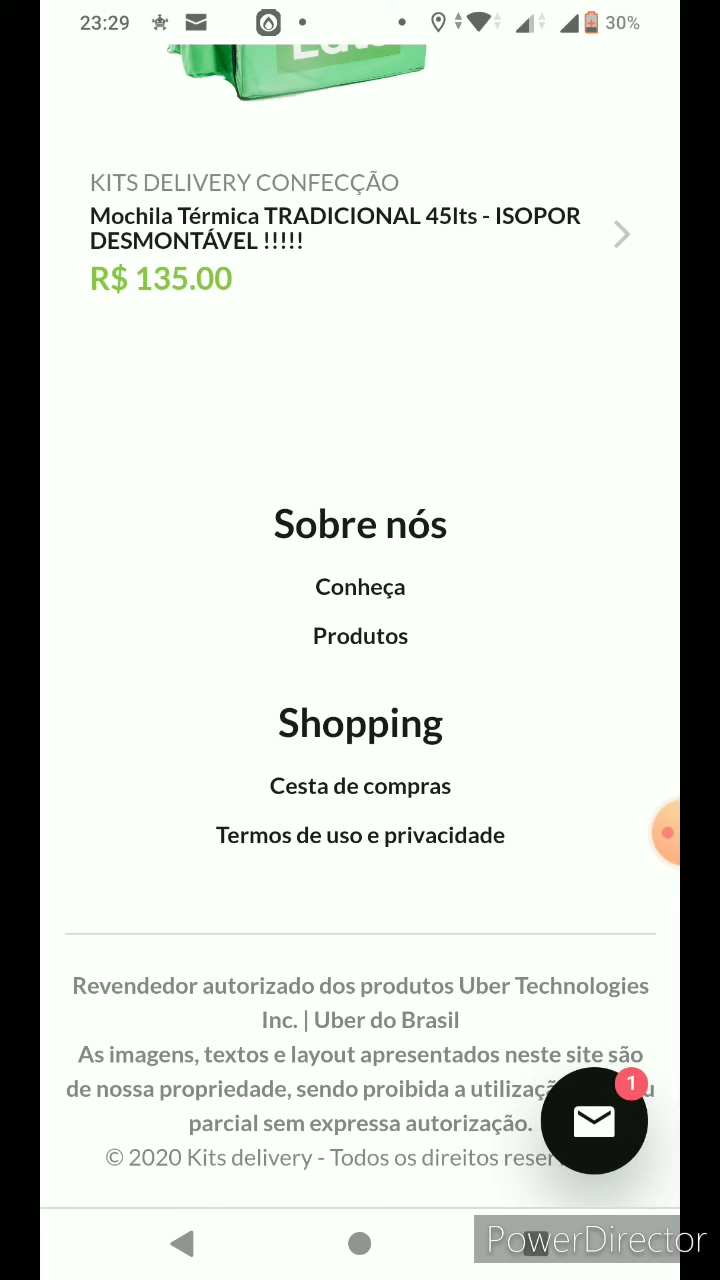 23:29
30%
Eats
KITS DELIVERY CONFECÇÃO
Mochila Térmica TRADICIONAL 45lts - ISOPOR
DESMONTÁVEL !!!!!
R$ 135.00
Sobre nós
Conheça
Produtos
Shopping
Cesta de compras
Termos de uso e privacidade
Revendedor autorizado dos produtos Uber Technologies
Inc. | Uber do Brasil
As imagens, textos e layout apresentados neste site são
de nossa propriedade, sendo proibida a
parcial sem expressa autorização.
1
© 2020 Kits delivery - Todos os direitos
PowerDirector